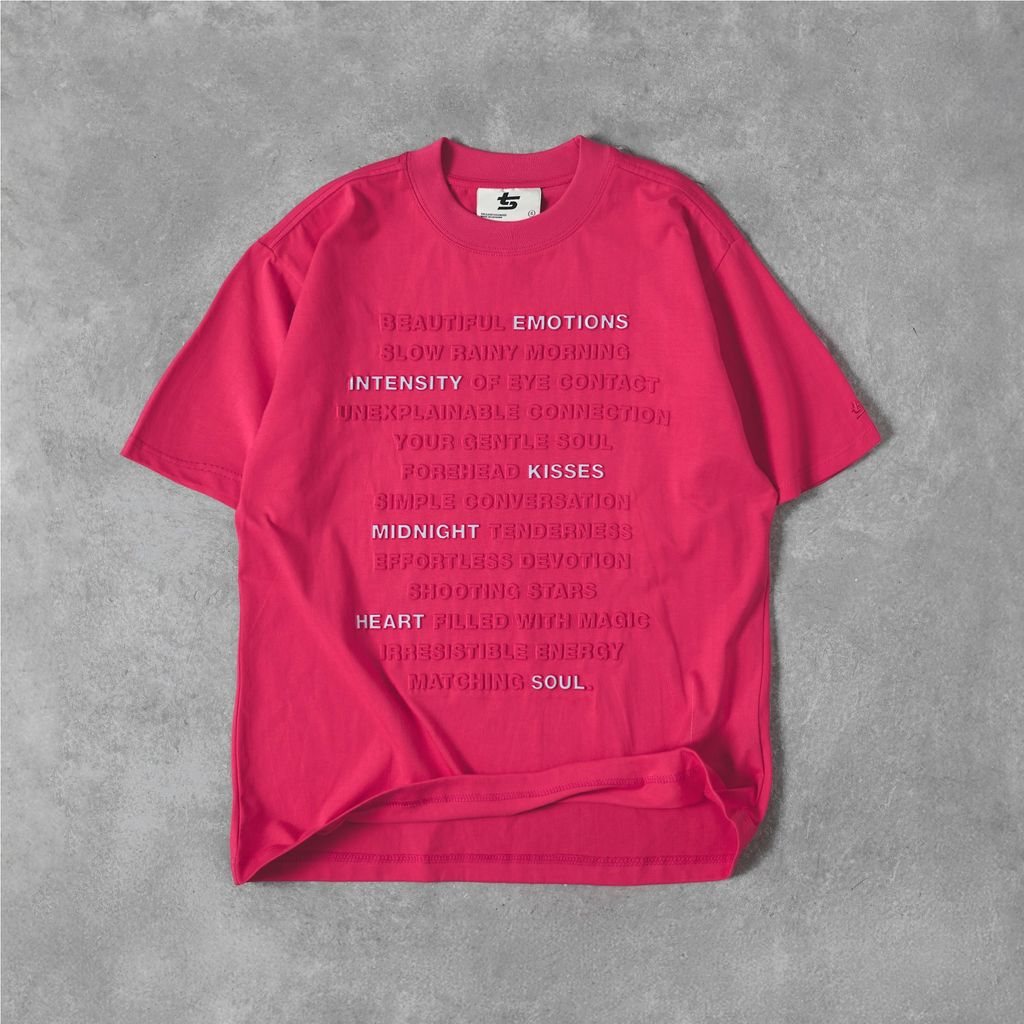 ts
BEAUTIFUL EMOTIONS
SLOW RAINY MORNING
INTENSITY OF EYE CONTACT
UNEXPLAINABLE CONNECTION
YOUR GENTLE SOUL
FOREHEAD KISSES
SIMPLE CONVERSATION
MIDNIGHT TENDERNESS
EFFORTLESS DEVOTION
SHOOTING STARS
HEART FILLED WITH MAGIC
IRRESISTIBLE ENERGY
MATCHING SOUL.